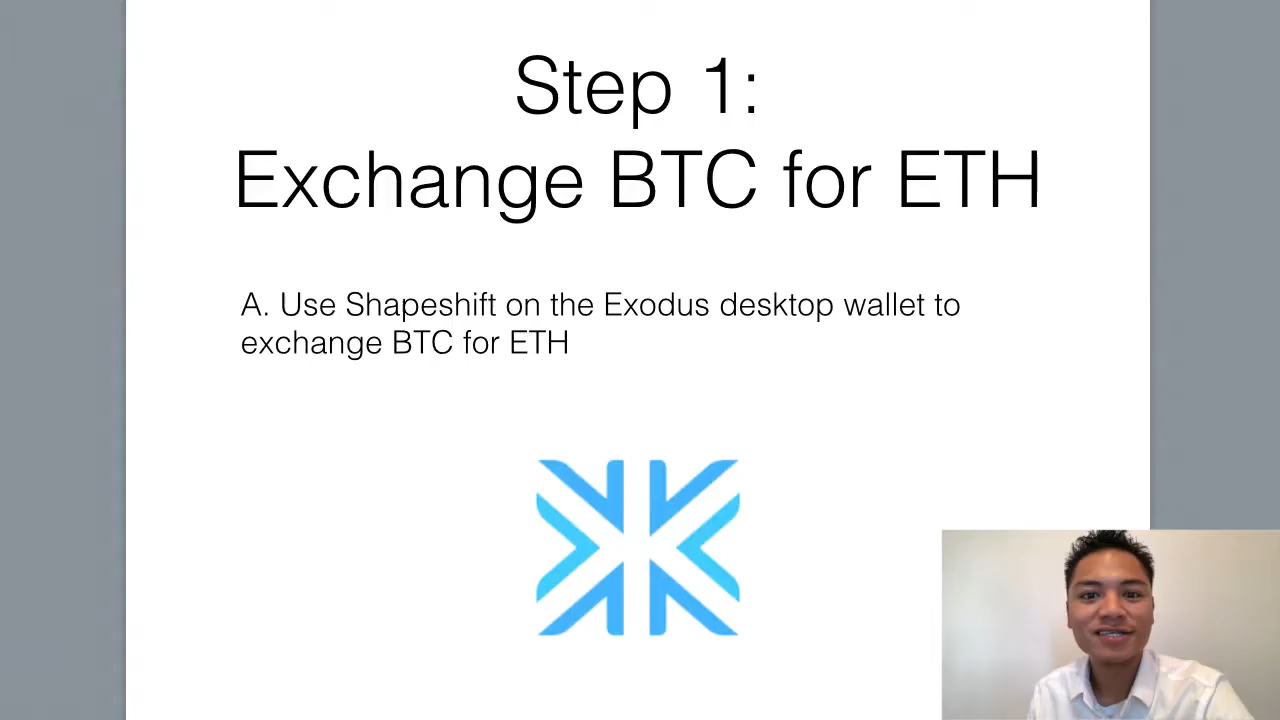 Step 1:
Exchange BTC for ETH
A. Use Shapeshift on the Exodus desktop wallet to
exchange BTC for ETH